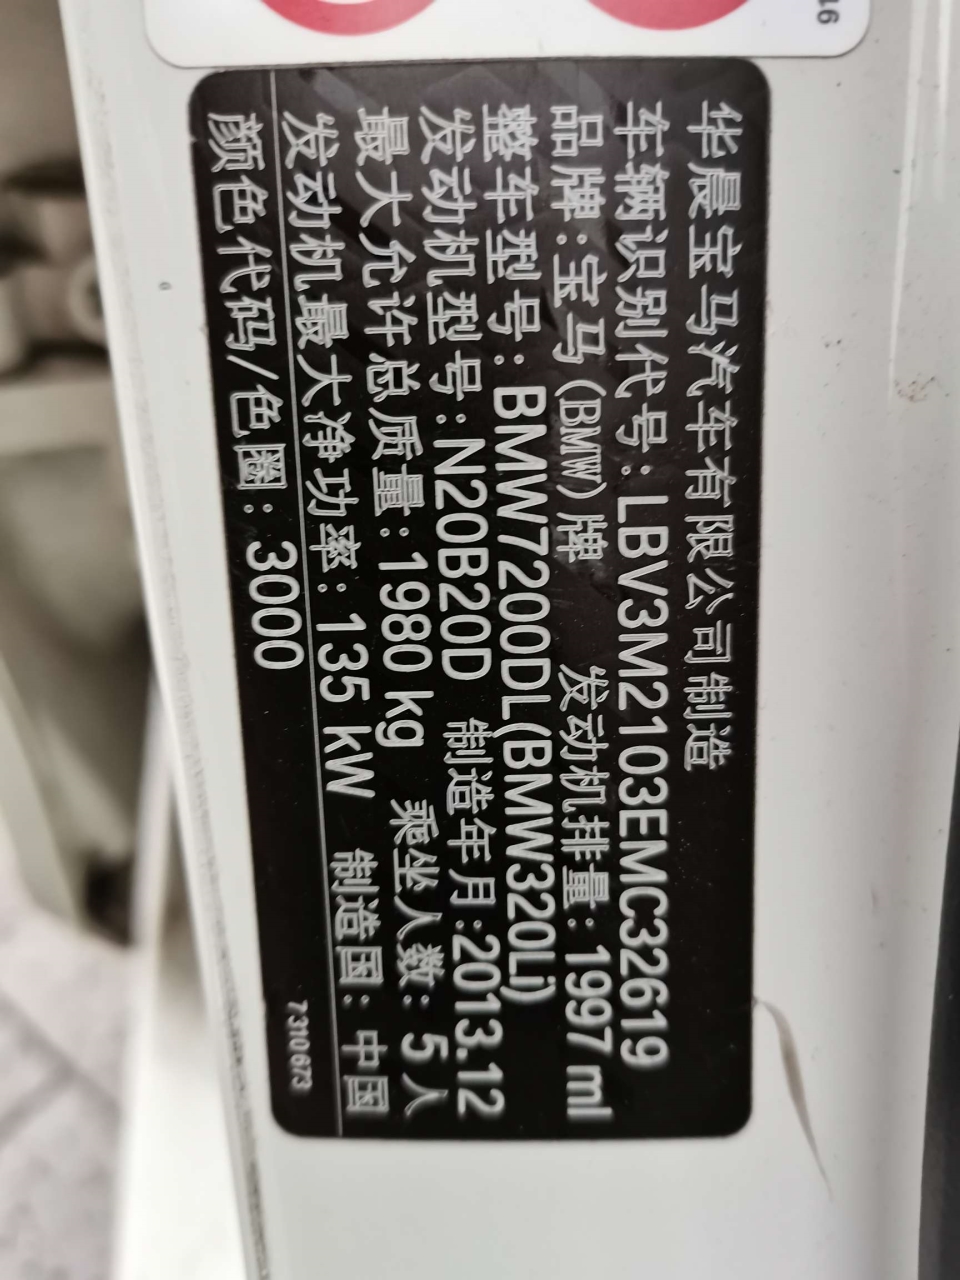 16
华晨宝马汽车有限公司制造
车辆识别代号:LBV3M2103EMC32619
品牌:宝马(BMW)牌 发动机排量:1997 ml
整车型号:BMW7200DL(BMW320Li)
发动机型号:N20B20D 制造年月:2013.12
最大允许总质量:1980 kg 乘坐人数:5人
发动机最大净功率:135 kW 制造国:中国
颜色代码/色圈:3000
7310673